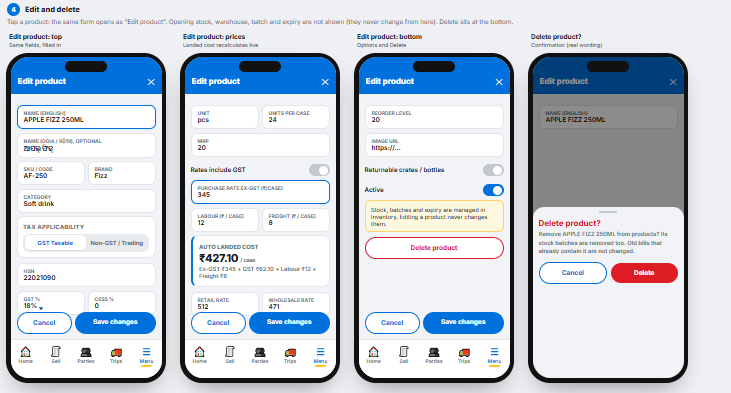 4 Edit and delete
Tap a product: the same form opens as "Edit product". Opening stock, warehouse, batch and expiry are not shown (they never change from here). Delete sits at the bottom.
Edit product: top
Same fields, filled in
Edit product
×
NAME (ENGLISH)
APPLE FIZZ 250ML
NAME (ODIA / ଓଡ଼ିଆ), OPTIONAL
SKU / CODE
AF-250
BRAND
Fizz
CATEGORY
Soft drink
TAX APPLICABILITY
GST Taxable
Non-GST / Trading
HSN
22021090
GST %
18%
CESS %
0
Cancel
Save changes
Home
Sell
Parties
Trips
Menu
Edit product: prices
Landed cost recalculates live
Edit product
×
UNIT
pcs
UNITS PER CASE
24
MRP
20
Rates include GST
PURCHASE RATE EX-GST (₹/CASE)
345
LABOUR (₹ / CASE)
12
FREIGHT (₹ / CASE)
8
AUTO LANDED COST
₹427.10 / case
Ex-GST ₹345 + GST ₹62.10 + Labour ₹12 +
Freight ₹8
RETAIL RATE
512
WHOLESALE RATE
471
Cancel
Save changes
Home
Sell
Parties
Trips
Menu
Edit product: bottom
Options and Delete
Edit product
×
REORDER LEVEL
20
IMAGE URL
https://...
Returnable crates / bottles
Active
Stock, batches and expiry are managed in
Inventory. Editing a product never changes
them.
Delete product
Cancel
Save changes
Home
Sell
Parties
Trips
Menu
Delete product?
Confirmation (real wording)
Edit product
×
NAME (ENGLISH)
APPLE FIZZ 250ML
Delete product?
Remove APPLE FIZZ 250ML from products? Its
stock batches are removed too. Old bills that
already contain it are not changed.
Cancel
Delete